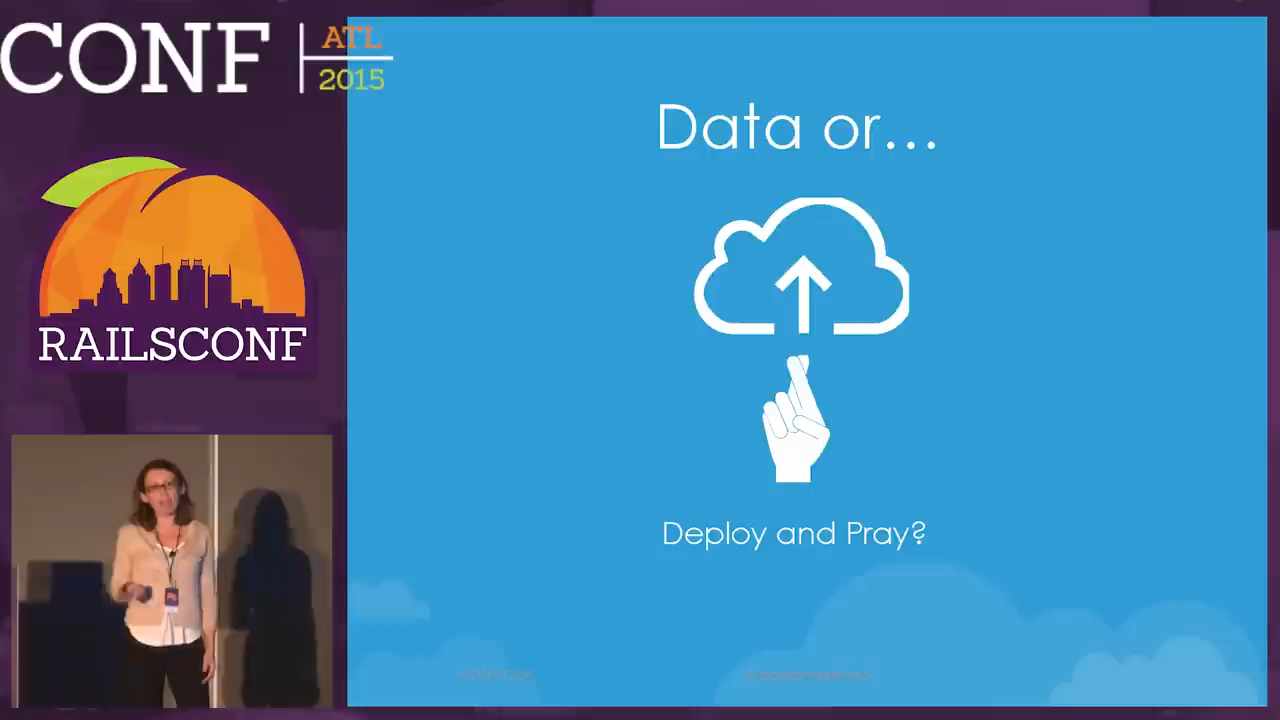 CONF
ATL
2015
RAILSCONF
Data or...
Deploy and Pray?